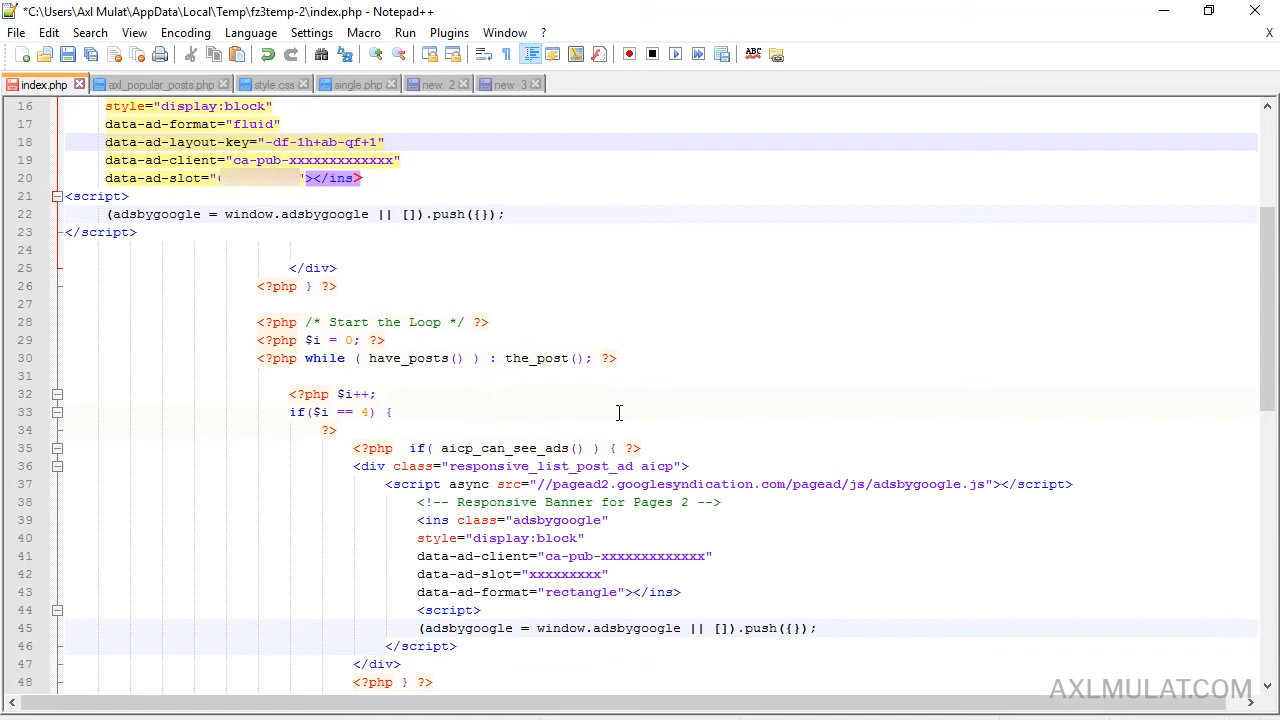 *C:\Users\Axl Mulat\AppData\Local\Temp\fz3temp-2\index.php - Notepad++
File Edit Search View Encoding Language Settings Macro Run Plugins Window ? X
ABC
index.php axl_popular_posts.php style.css single.php new 2 new 3
16 style="display:block"
17 data-ad-format="fluid"
18 data-ad-layout-key="-df-1h+ab-qf+1"
19 data-ad-client="ca-pub-xxxxxxxxxxxxx"
20 data-ad-slot=" "></ins>
21 <script>
22 (adsbygoogle = window.adsbygoogle || []).push({});
23 </script>
24
25 </div>
26 <?php } ?>
27
28 <?php /* Start the Loop */ ?>
29 <?php $i = 0; ?>
30 <?php while ( have_posts() ) : the_post(); ?>
31
32 <?php $i++;
33 if($i == 4) {
34 ?>
35 <?php  if( aicp_can_see_ads() ) { ?>
36 <div class="responsive_list_post_ad aicp">
37 <script async src="//pagead2.googlesyndication.com/pagead/js/adsbygoogle.js"></script>
38 <!-- Responsive Banner for Pages 2 -->
39 <ins class="adsbygoogle"
40 style="display:block"
41 data-ad-client="ca-pub-xxxxxxxxxxxxx"
42 data-ad-slot="xxxxxxxxx"
43 data-ad-format="rectangle"></ins>
44 <script>
45 (adsbygoogle = window.adsbygoogle || []).push({});
46 </script>
47 </div>
48 <?php } ?>
AXLMULAT.COM